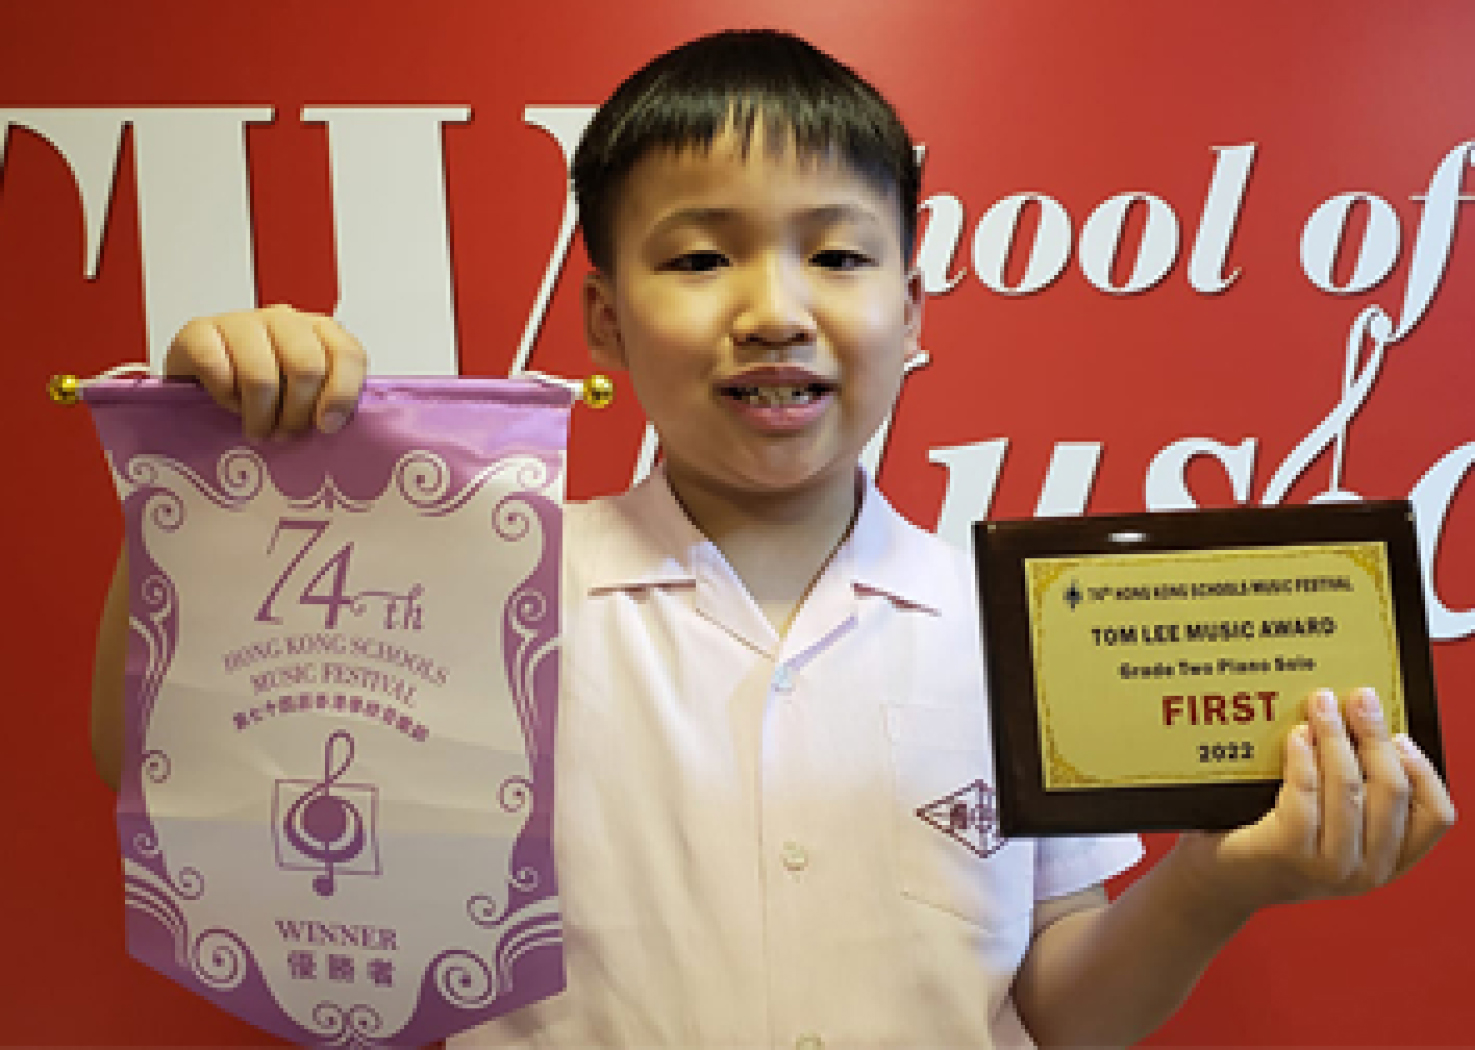 School of
Music
74th
HONG KONG SCHOOLS
MUSIC FESTIVAL
第七十四屆香港學校音樂節
WINNER
優勝者
74TH HONG KONG SCHOOLS MUSIC FESTIVAL
TOM LEE MUSIC AWARD
Grade Two Piano Solo
FIRST
2022